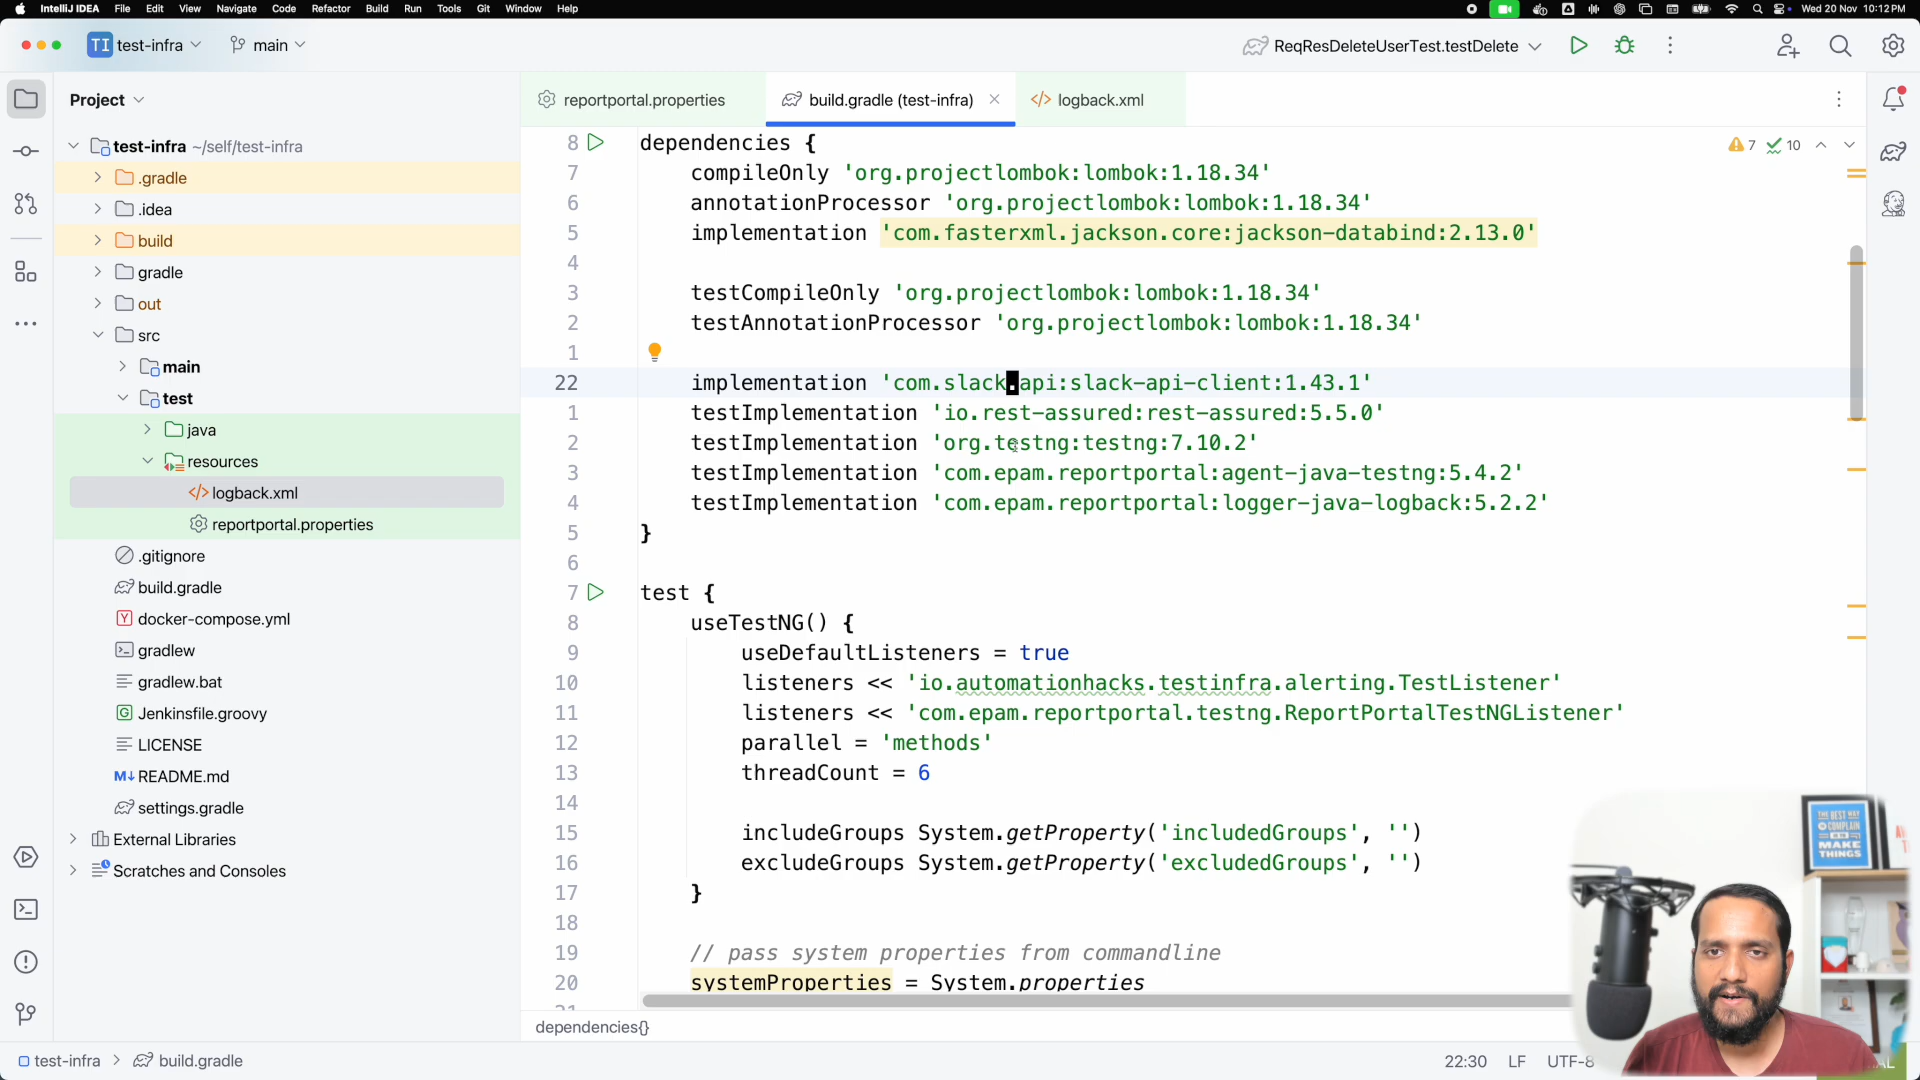 IntelliJ IDEA File Edit View Navigate Code Refactor Build Run Tools Git Window Help Wed 20 Nov 10:12 PM
TI test-infra main ReqResDeleteUserTest.testDelete
Project
reportportal.properties build.gradle (test-infra) logback.xml
test-infra ~/self/test-infra
.gradle
.idea
build
gradle
out
src
main
test
java
resources
logback.xml
reportportal.properties
.gitignore
build.gradle
docker-compose.yml
gradlew
gradlew.bat
Jenkinsfile.groovy
LICENSE
README.md
settings.gradle
External Libraries
Scratches and Consoles
7 10
8 dependencies {
7 compileOnly 'org.projectlombok:lombok:1.18.34'
6 annotationProcessor 'org.projectlombok:lombok:1.18.34'
5 implementation 'com.fasterxml.jackson.core:jackson-databind:2.13.0'
4
3 testCompileOnly 'org.projectlombok:lombok:1.18.34'
2 testAnnotationProcessor 'org.projectlombok:lombok:1.18.34'
1
22 implementation 'com.slack.api:slack-api-client:1.43.1'
1 testImplementation 'io.rest-assured:rest-assured:5.5.0'
2 testImplementation 'org.testng:testng:7.10.2'
3 testImplementation 'com.epam.reportportal:agent-java-testng:5.4.2'
4 testImplementation 'com.epam.reportportal:logger-java-logback:5.2.2'
5 }
6
7 test {
8 useTestNG() {
9 useDefaultListeners = true
10 listeners << 'io.automationhacks.testinfra.alerting.TestListener'
11 listeners << 'com.epam.reportportal.testng.ReportPortalTestNGListener'
12 parallel = 'methods'
13 threadCount = 6
14
15 includeGroups System.getProperty('includedGroups', '')
16 excludeGroups System.getProperty('excludedGroups', '')
17 }
18
19 // pass system properties from commandline
20 systemProperties = System.properties
dependencies{}
test-infra > build.gradle
22:30 LF UTF-8
THE BEST WAY
TO COMPLAIN
IS TO
MAKE
THINGS